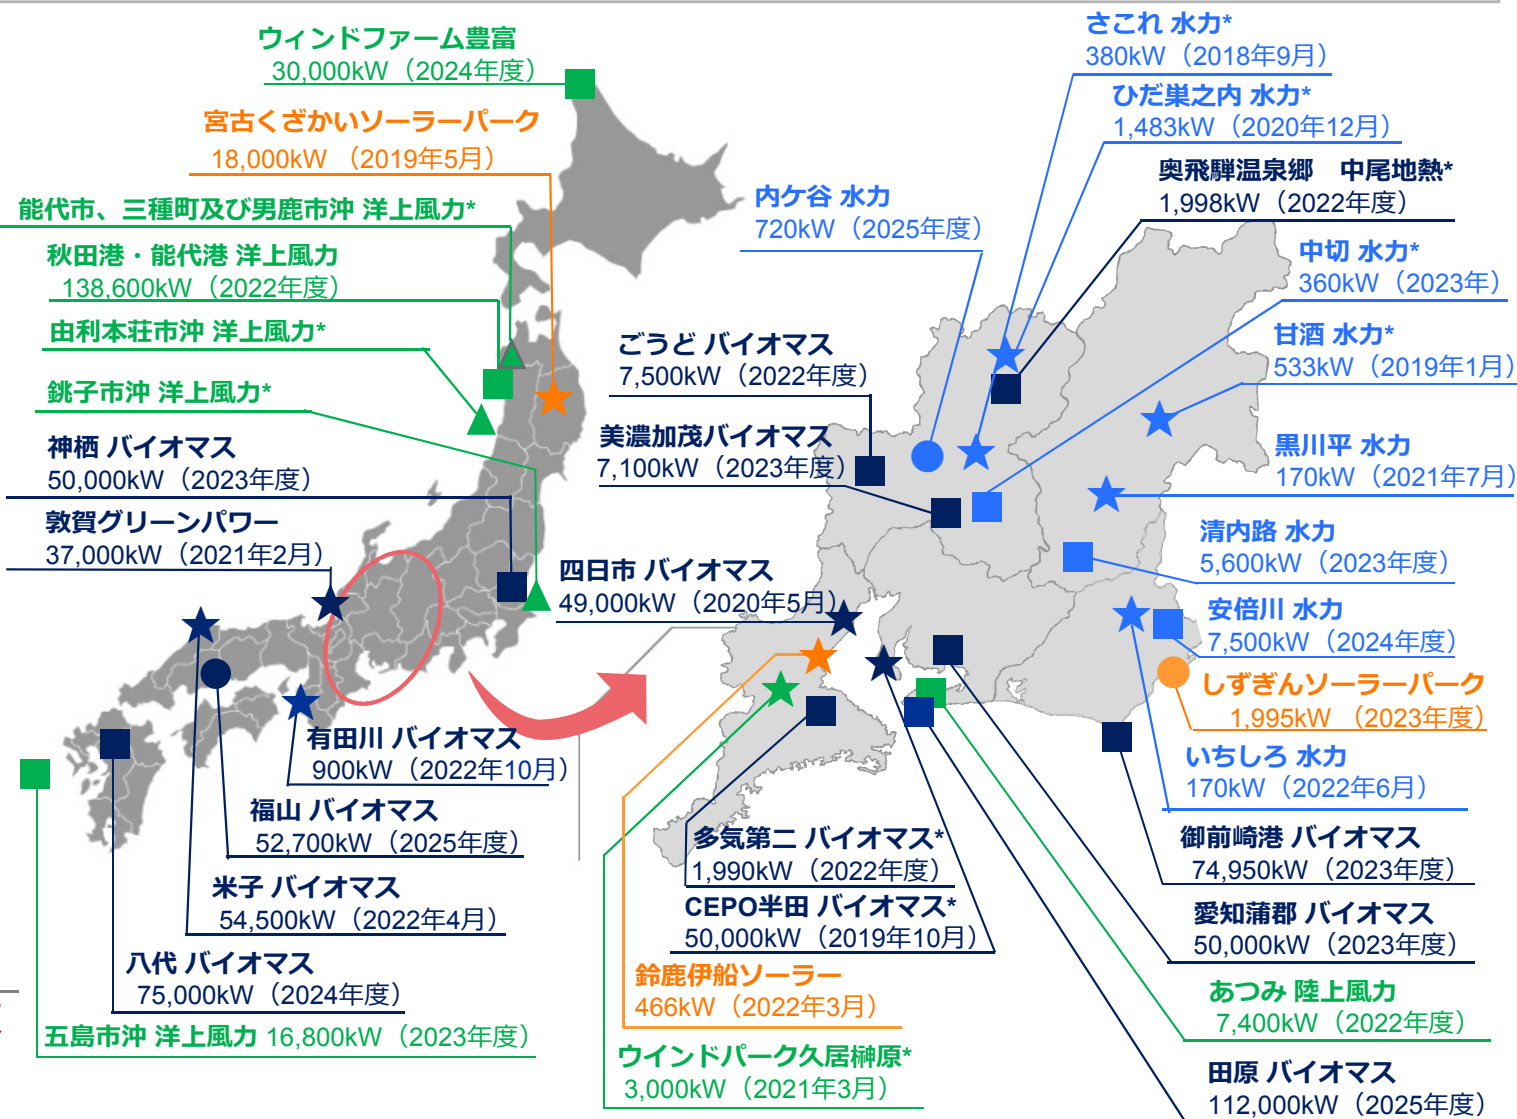 ウィンドファーム豊富
30,000kW（2024年度）
宮古くざかいソーラーパーク
18,000kW （2019年5月）
能代市、三種町及び男鹿市沖 洋上風力*
秋田港・能代港 洋上風力
138,600kW（2022年度）
由利本荘市沖 洋上風力*
銚子市沖 洋上風力*
神栖 バイオマス
50,000kW（2023年度）
敦賀グリーンパワー
37,000kW（2021年2月）
有田川 バイオマス
900kW（2022年10月）
福山 バイオマス
52,700kW（2025年度）
米子 バイオマス
54,500kW（2022年4月）
八代 バイオマス
75,000kW（2024年度）
五島市沖 洋上風力 16,800kW（2023年度）
さこれ 水力*
380kW（2018年9月）
ひだ巣之内 水力*
1,483kW（2020年12月）
奥飛騨温泉郷　中尾地熱*
1,998kW（2022年度）
内ケ谷 水力
720kW（2025年度）
中切 水力*
360kW（2023年）
甘酒 水力*
533kW（2019年1月）
ごうど バイオマス
7,500kW（2022年度）
美濃加茂バイオマス
7,100kW（2023年度）
黒川平 水力
170kW（2021年7月）
清内路 水力
5,600kW（2023年度）
四日市 バイオマス
49,000kW（2020年5月）
安倍川 水力
7,500kW（2024年度）
しずぎんソーラーパーク
1,995kW （2023年度）
いちしろ 水力
170kW（2022年6月）
御前崎港 バイオマス
74,950kW（2023年度）
多気第二 バイオマス*
1,990kW（2022年度）
CEPO半田 バイオマス*
50,000kW（2019年10月）
愛知蒲郡 バイオマス
50,000kW（2023年度）
鈴鹿伊船ソーラー
466kW（2022年3月）
あつみ 陸上風力
7,400kW（2022年度）
ウインドパーク久居榊原*
3,000kW（2021年3月）
田原 バイオマス
112,000kW（2025年度）